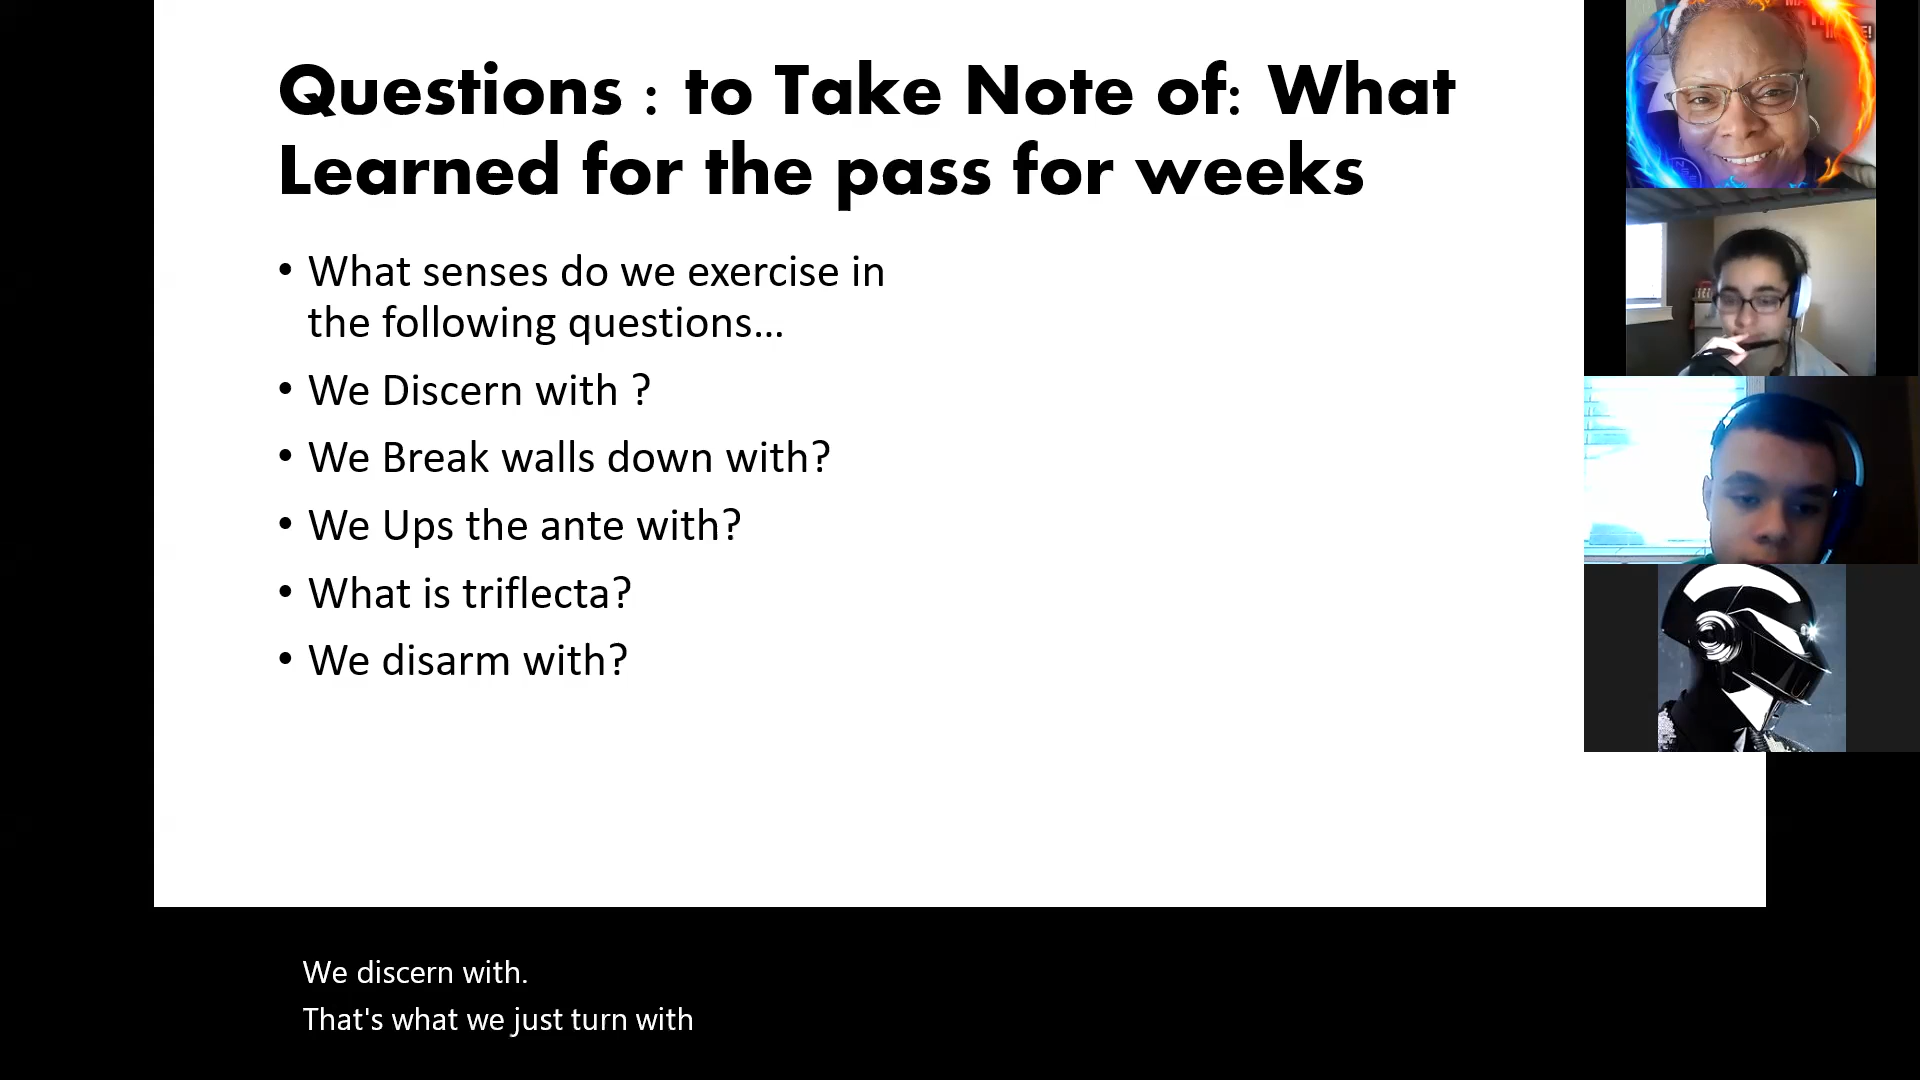 Questions : to Take Note of: What
Learned for the pass for weeks
• What senses do we exercise in
the following questions...
• We Discern with ?
• We Break walls down with?
• We Ups the ante with?
• What is triflecta?
• We disarm with?
We discern with.
That's what we just turn with